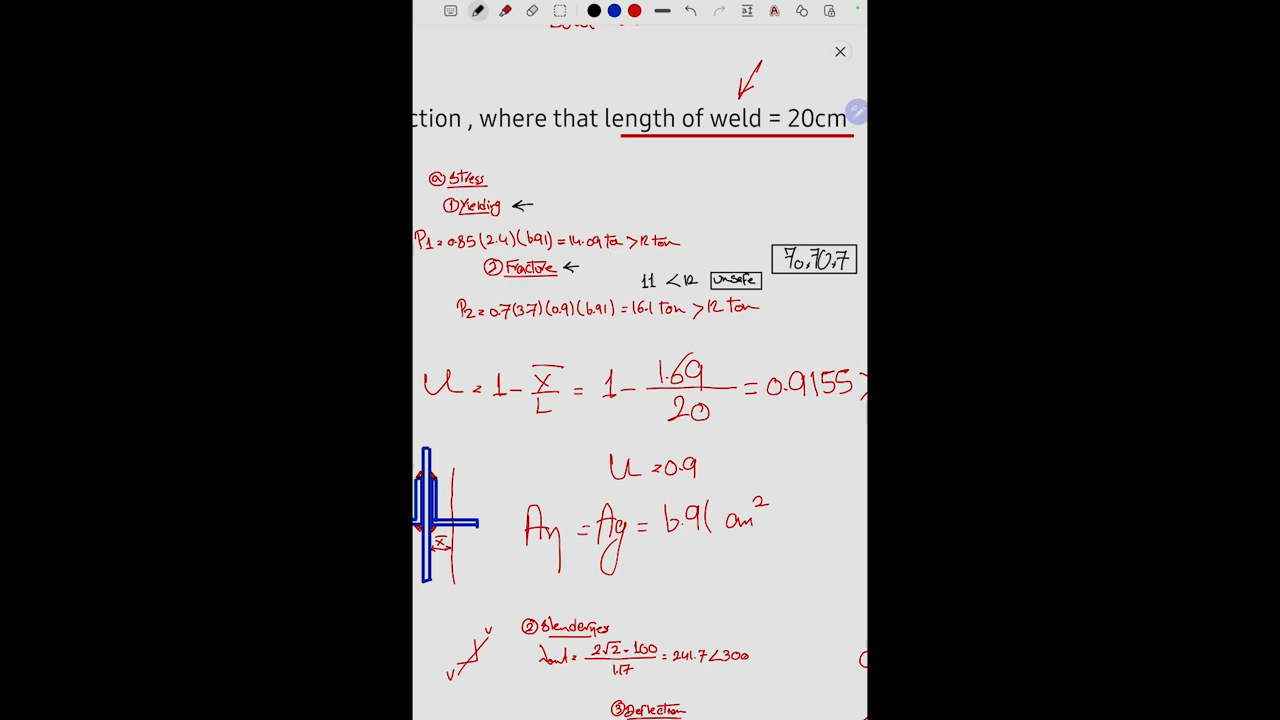 ction , where that length of weld = 20cm
ⓐ Stress
① Yielding ←
P1 = 0.85(2.4)(6.91) = 14.09 ton > 12 ton
② Fracture ←
70.70.7
11 < 12 unsafe
P2 = 0.7(3.7)(0.9)(6.91) = 16.1 ton > 12 ton
U = 1 - X̅/L = 1 - 1.69/20 = 0.9155 >
U = 0.9
An = Ag = 6.91 cm²
X̅
② Slenderness
V
V
λout = 2√2 * 100/1.17 = 241.7 < 300
③ Deflection